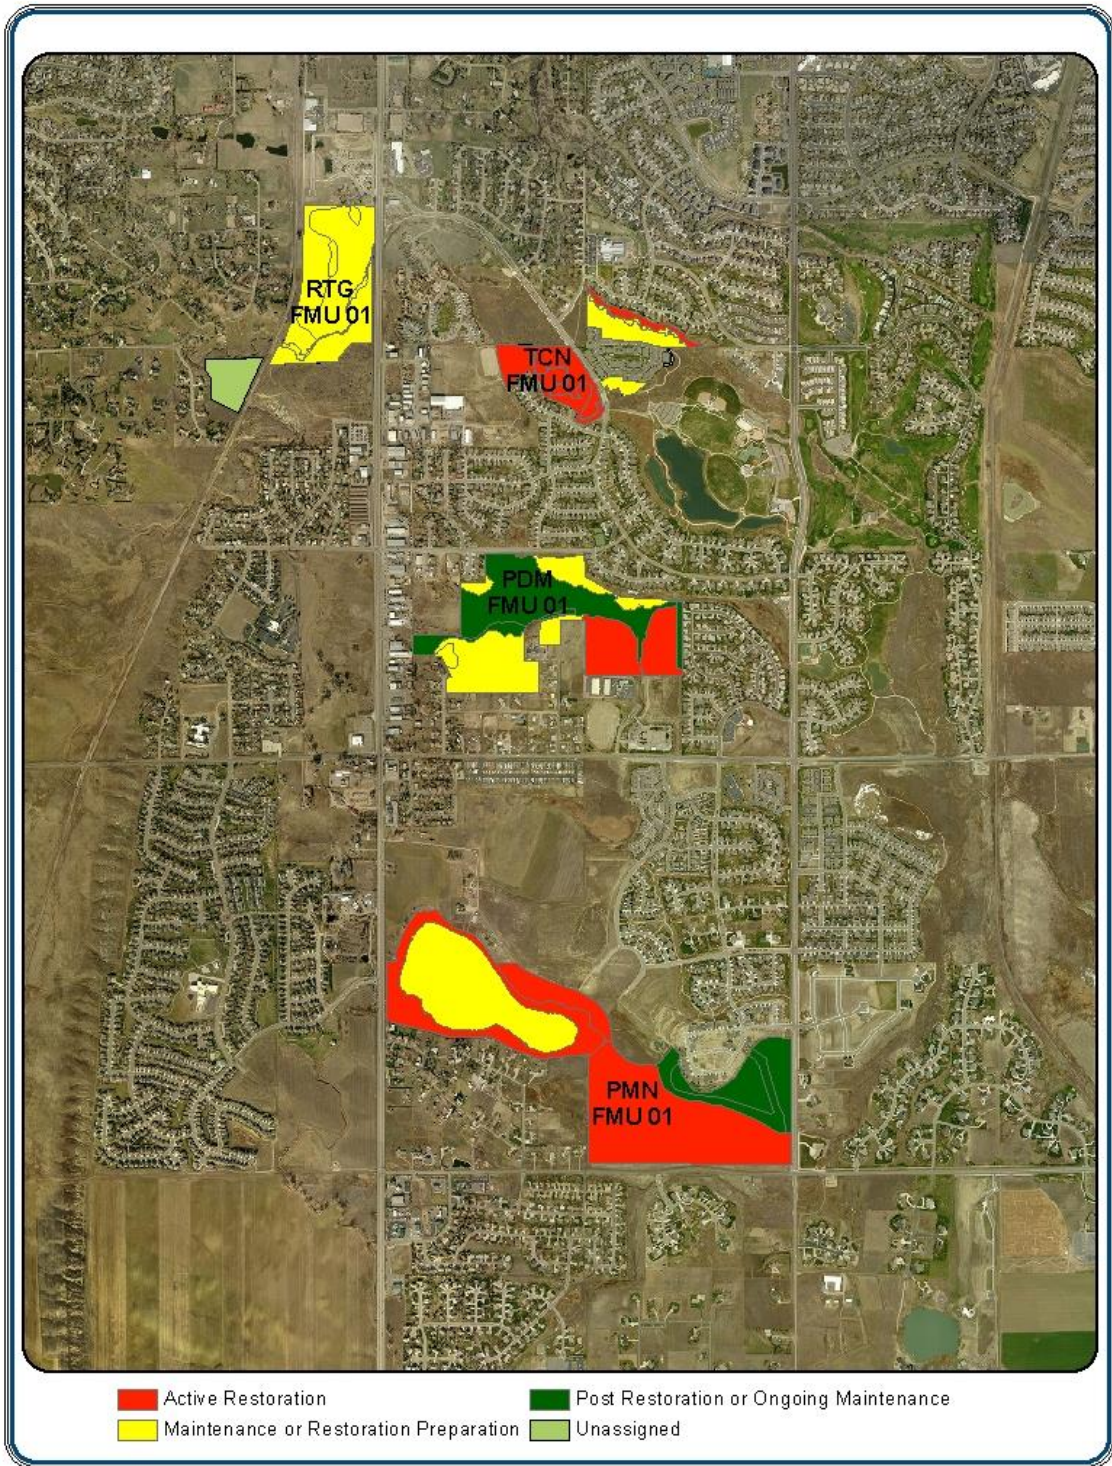 RTG
FMU 01
TCN
FMU 01
PDM
FMU 01
PMN
FMU 01
Active Restoration
Post Restoration or Ongoing Maintenance
Maintenance or Restoration Preparation
Unassigned